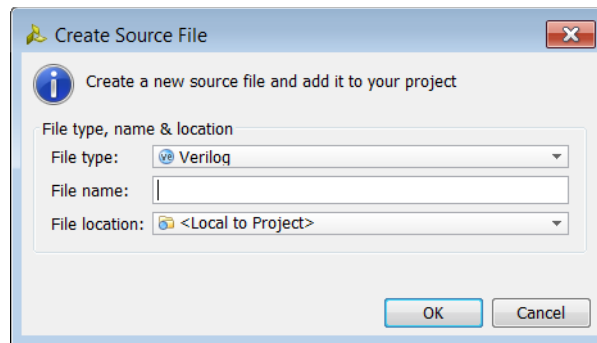 Create Source File
Create a new source file and add it to your project
File type, name & location
File type: Verilog
File name:
File location: <Local to Project>
OK Cancel